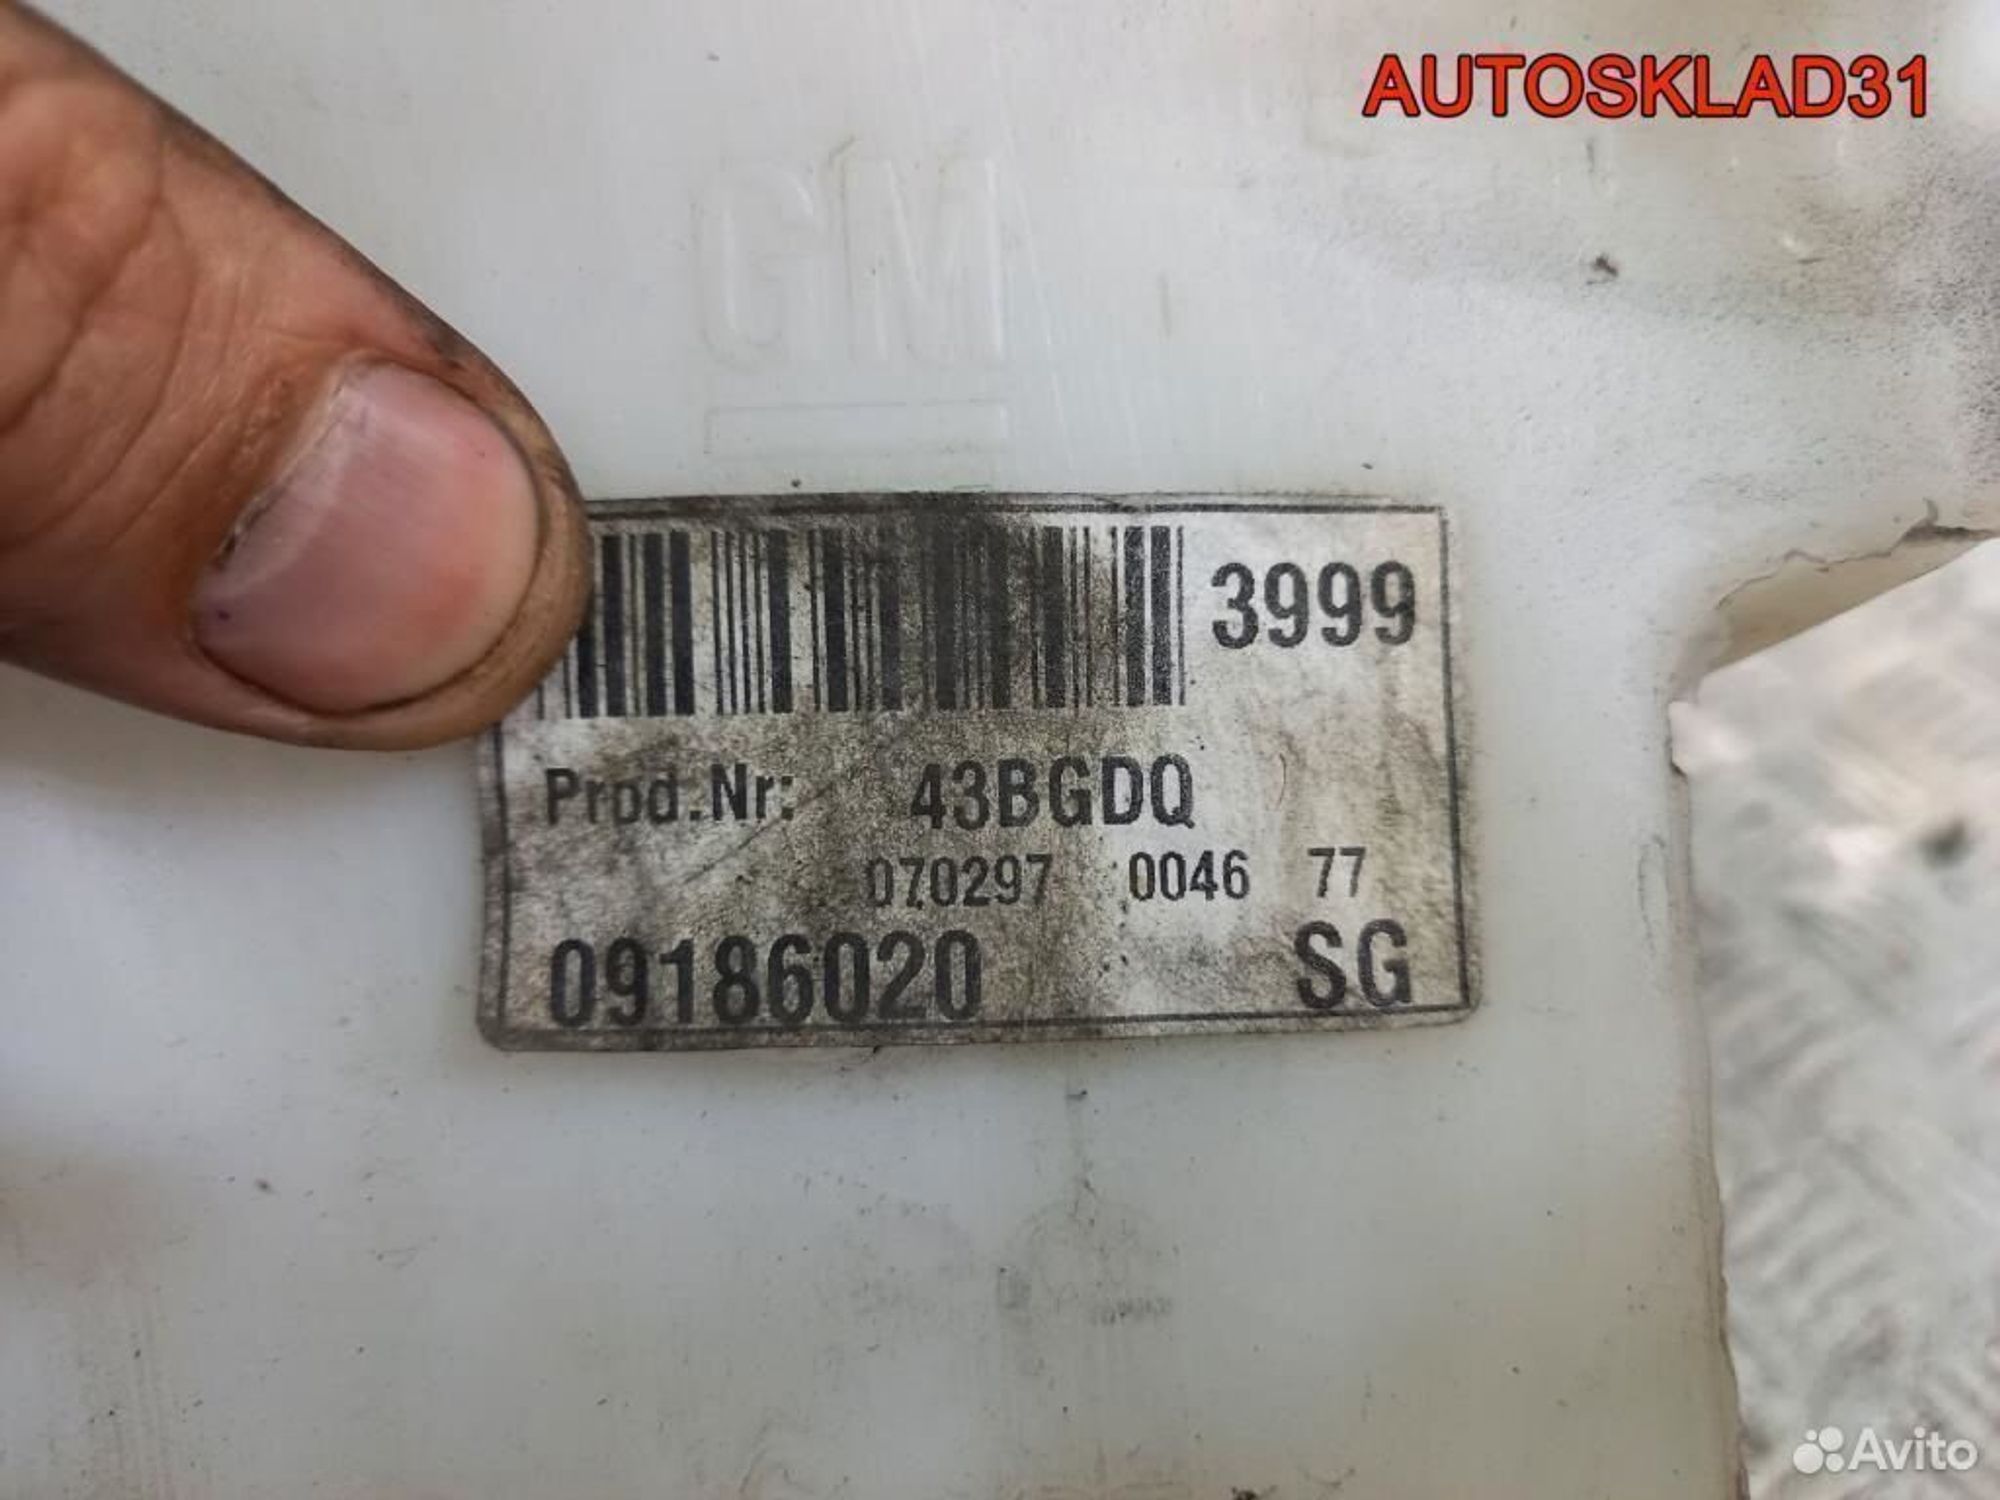 AUTOSKLAD31
GM
3999
Prod.Nr: 43BGDQ
070297 0046 77
09186020 SG
Avito